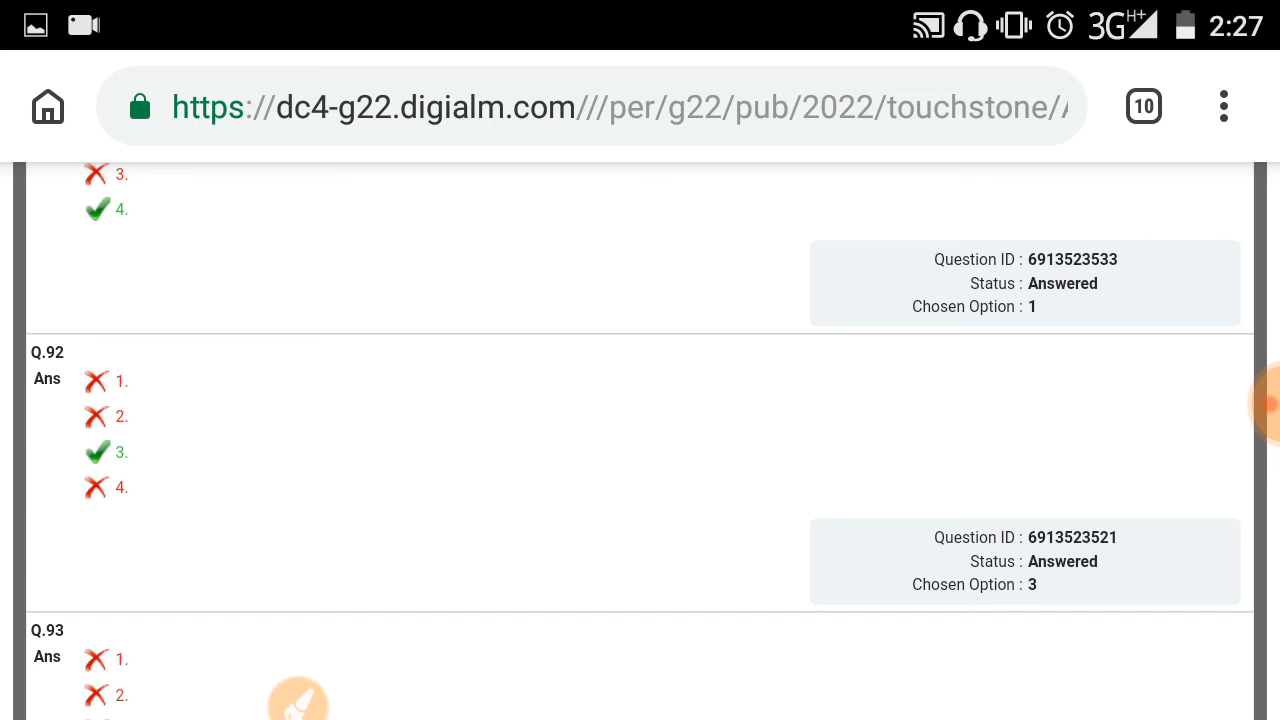 3G H+ 2:27
https://dc4-g22.digialm.com///per/g22/pub/2022/touchstone/ 10
3.
4.
Question ID : 6913523533
Status : Answered
Chosen Option : 1
Q.92
Ans 1.
2.
3.
4.
Question ID : 6913523521
Status : Answered
Chosen Option : 3
Q.93
Ans 1.
2.